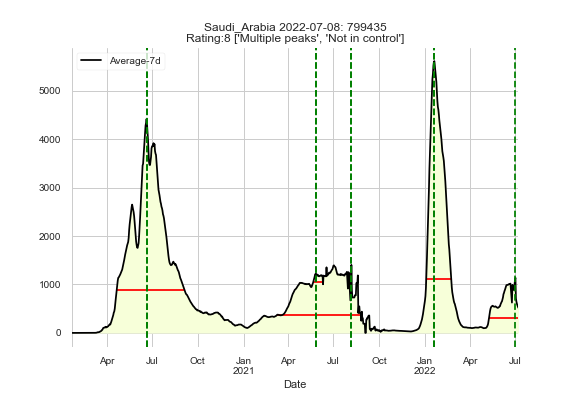 Saudi_Arabia 2022-07-08: 799435
Rating:8 ['Multiple peaks', 'Not in control']
Average-7d
5000
4000
3000
2000
1000
0
Apr Jul Oct Jan Apr Jul Oct Jan Apr Jul
2021 2022
Date